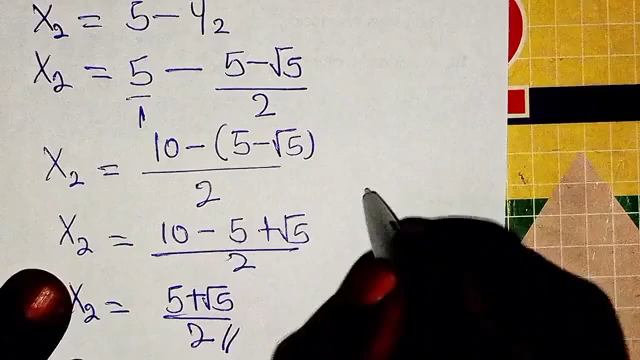 X₂ = 5 - y₂
X₂ = 5/1 - (5-√5)/2
X₂ = (10 - (5-√5))/2
X₂ = (10 - 5 + √5)/2
X₂ = (5+√5)/2 //